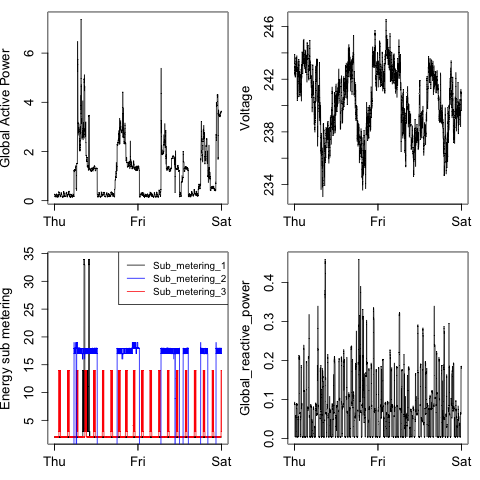 Global Active Power
0
2
4
6
Thu
Fri
Sat
Voltage
234
238
242
246
Thu
Fri
Sat
Energy sub metering
5
10
15
20
25
30
35
Sub_metering_1
Sub_metering_2
Sub_metering_3
Thu
Fri
Sat
Global_reactive_power
0.0
0.1
0.2
0.3
0.4
Thu
Fri
Sat